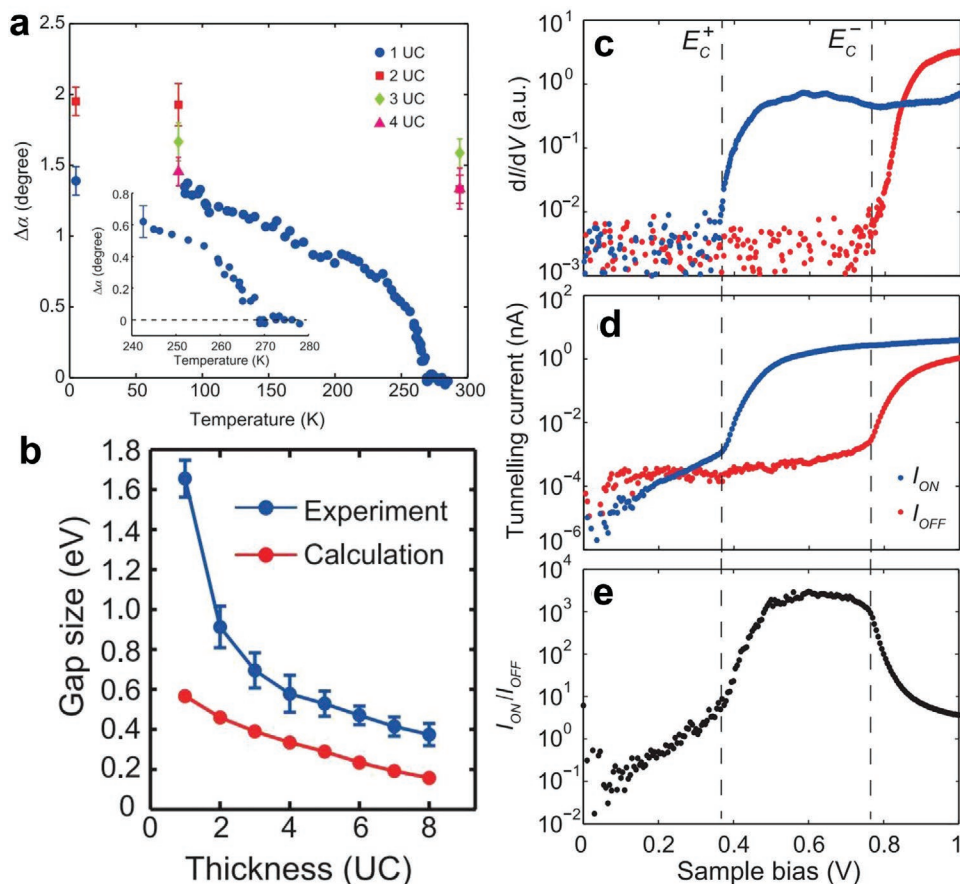 a
2.5
2
1.5
1
0.5
0
Δα (degree)
1 UC
2 UC
3 UC
4 UC
0.8
0.6
0.4
0.2
0
Δα (degree)
240 250 260 270 280
Temperature (K)
0 50 100 150 200 250 300
Temperature (K)
b
1.8
1.6
1.4
1.2
1.0
0.8
0.6
0.4
0.2
0
Gap size (eV)
Experiment
Calculation
0 2 4 6 8
Thickness (UC)
c
E_C^+ E_C^-
10^1
10^0
10^-1
10^-2
10^-3
dI/dV (a.u.)
d
10^2
10^0
10^-2
10^-4
10^-6
Tunnelling current (nA)
I_ON
I_OFF
e
10^4
10^3
10^2
10^1
10^0
10^-1
10^-2
I_ON/I_OFF
0 0.2 0.4 0.6 0.8 1
Sample bias (V)